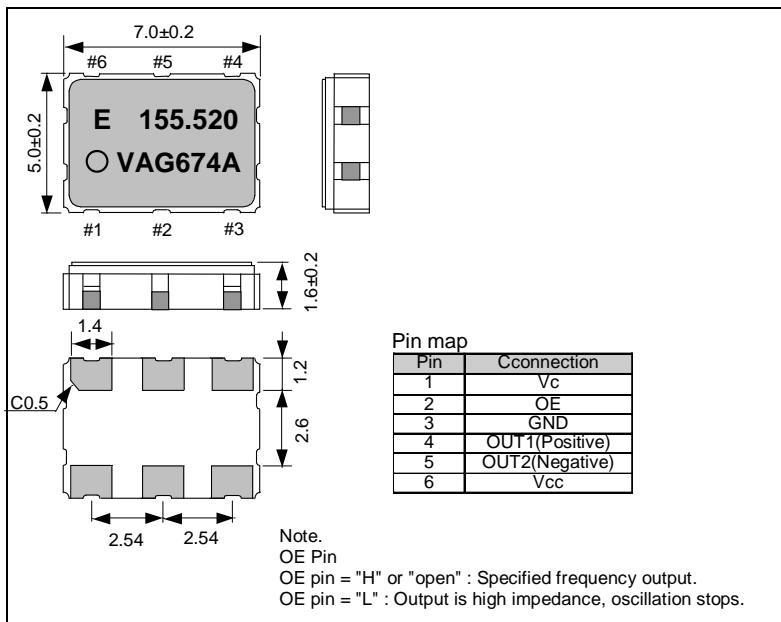 7.0±0.2
#6 #5 #4
5.0±0.2
E 155.520
VAG674A
#1 #2 #3
1.6±0.2
1.4
1.2
C0.5
2.6
2.54 2.54
Pin map
Pin Cconnection
1 Vc
2 OE
3 GND
4 OUT1(Positive)
5 OUT2(Negative)
6 Vcc
Note.
OE Pin
OE pin = "H" or "open" : Specified frequency output.
OE pin = "L" : Output is high impedance, oscillation stops.